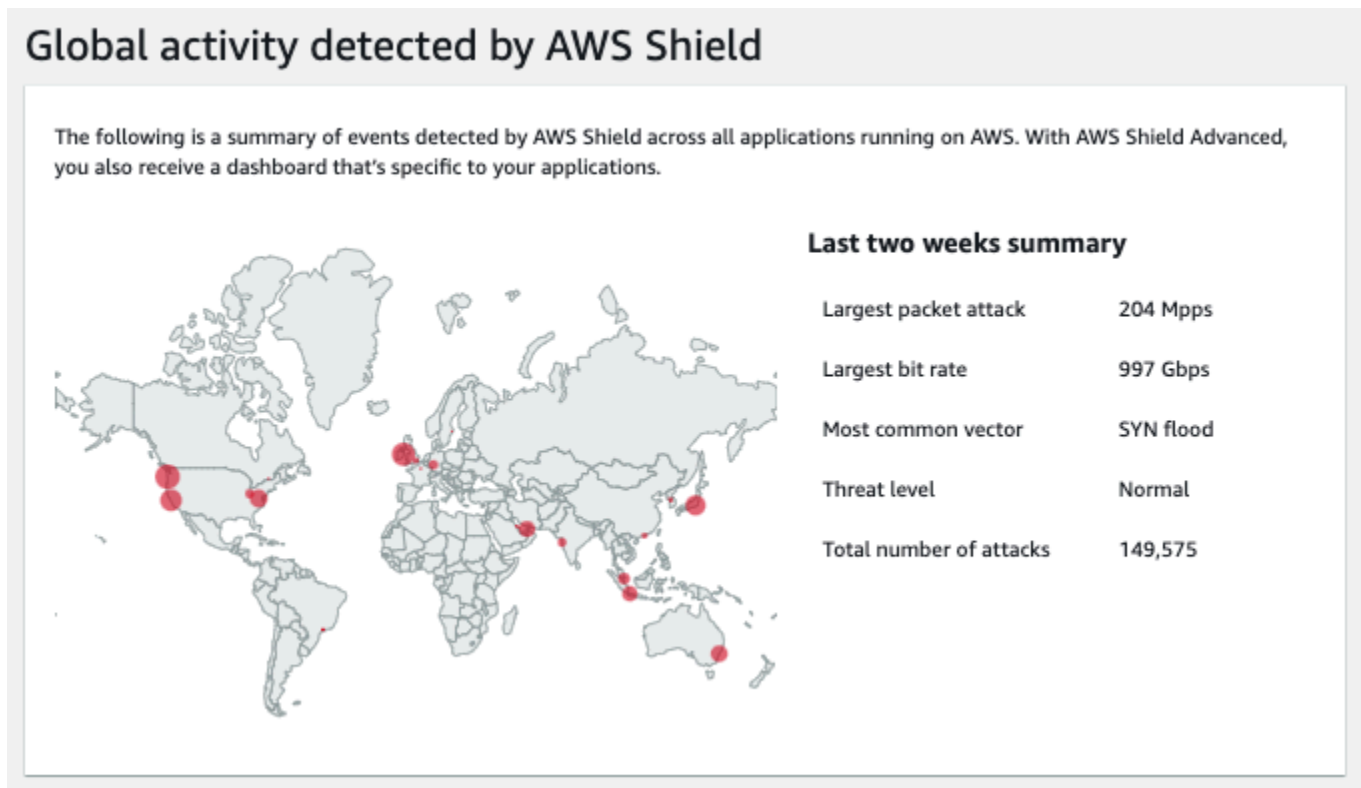 Global activity detected by AWS Shield
The following is a summary of events detected by AWS Shield across all applications running on AWS. With AWS Shield Advanced,
you also receive a dashboard that's specific to your applications.
Last two weeks summary
Largest packet attack 204 Mpps
Largest bit rate 997 Gbps
Most common vector SYN flood
Threat level Normal
Total number of attacks 149,575